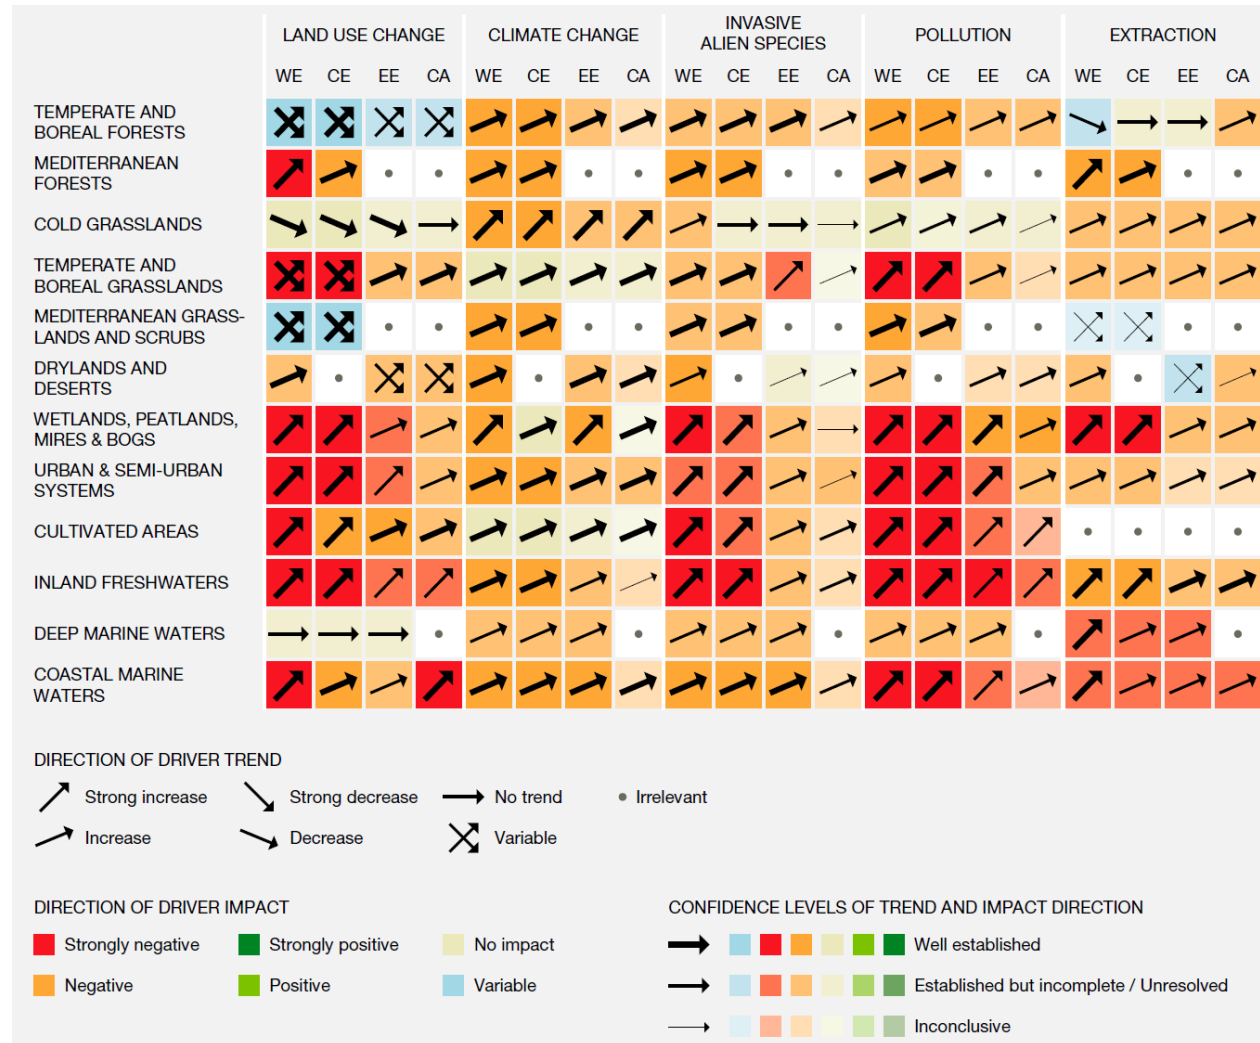 LAND USE CHANGE
CLIMATE CHANGE
INVASIVE
ALIEN SPECIES
POLLUTION
EXTRACTION
WE CE EE CA WE CE EE CA WE CE EE CA WE CE EE CA WE CE EE CA
TEMPERATE AND
BOREAL FORESTS
MEDITERRANEAN
FORESTS
COLD GRASSLANDS
TEMPERATE AND
BOREAL GRASSLANDS
MEDITERRANEAN GRASS-
LANDS AND SCRUBS
DRYLANDS AND
DESERTS
WETLANDS, PEATLANDS,
MIRES & BOGS
URBAN & SEMI-URBAN
SYSTEMS
CULTIVATED AREAS
INLAND FRESHWATERS
DEEP MARINE WATERS
COASTAL MARINE
WATERS
DIRECTION OF DRIVER TREND
Strong increase
Strong decrease
No trend
Irrelevant
Increase
Decrease
Variable
DIRECTION OF DRIVER IMPACT
Strongly negative
Strongly positive
No impact
Negative
Positive
Variable
CONFIDENCE LEVELS OF TREND AND IMPACT DIRECTION
Well established
Established but incomplete / Unresolved
Inconclusive